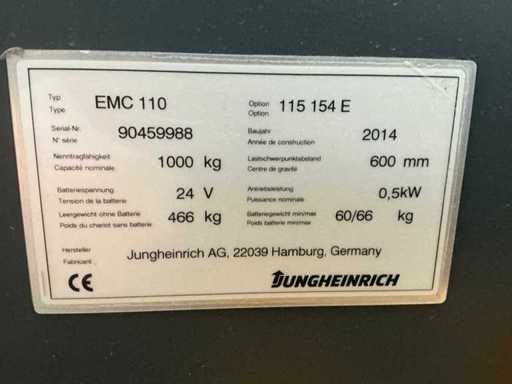 Typ
Type
EMC 110
Option
Option
115 154 E
Serial-Nr.
N° série
90459988
Baujahr
Année de construction
2014
Nenntragfähigkeit
Capacité nominale
1000 kg
Lastschwerpunktabstand
Centre de gravité
600 mm
Batteriespannung
Tension de la batterie
24 V
Antriebsleistung
Puissance nominale
0,5kW
Leergewicht ohne Batterie
Poids du chariot sans batterie
466 kg
Batteriegewicht min/max
Poids batterie min/max
60/66 kg
Hersteller
Fabricant
Jungheinrich AG, 22039 Hamburg, Germany
CE
JUNGHEINRICH